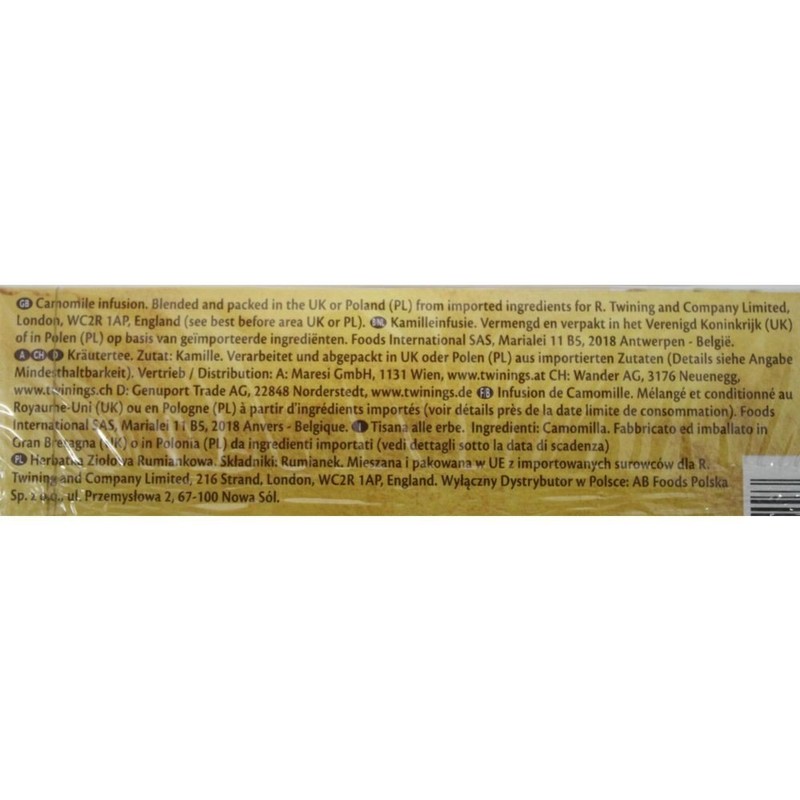 GB Camomile infusion. Blended and packed in the UK or Poland (PL) from imported ingredients for R. Twining and Company Limited,
London, WC2R 1AP, England (see best before area UK or PL). BNL Kamilleinfusie. Vermengd en verpakt in het Verenigd Koninkrijk (UK)
of in Polen (PL) op basis van geïmporteerde ingrediënten. Foods International SAS, Marialei 11 B5, 2018 Antwerpen - België.
A CH D Kräutertee. Zutat: Kamille. Verarbeitet und abgepackt in UK oder Polen (PL) aus importierten Zutaten (Details siehe Angabe
Mindesthaltbarkeit). Vertrieb / Distribution: A: Maresi GmbH, 1131 Wien, www.twinings.at CH: Wander AG, 3176 Neuenegg,
www.twinings.ch D: Genuport Trade AG, 22848 Norderstedt, www.twinings.de FB Infusion de Camomille. Mélangé et conditionné au
Royaume-Uni (UK) ou en Pologne (PL) à partir d'ingrédients importés (voir détails près de la date limite de consommation). Foods
International SAS, Marialei 11 B5, 2018 Anvers - Belgique. I Tisana alle erbe. Ingredienti: Camomilla. Fabbricato ed imballato in
Gran Bretagna (UK) o in Polonia (PL) da ingredienti importati (vedi dettagli sotto la data di scadenza)
PL Herbatka Ziołowa Rumiankowa. Składniki: Rumianek. Mieszana i pakowana w UE z importowanych surowców dla R.
Twining and Company Limited, 216 Strand, London, WC2R 1AP, England. Wyłączny Dystrybutor w Polsce: AB Foods Polska
Sp. z o.o., ul. Przemysłowa 2, 67-100 Nowa Sól.